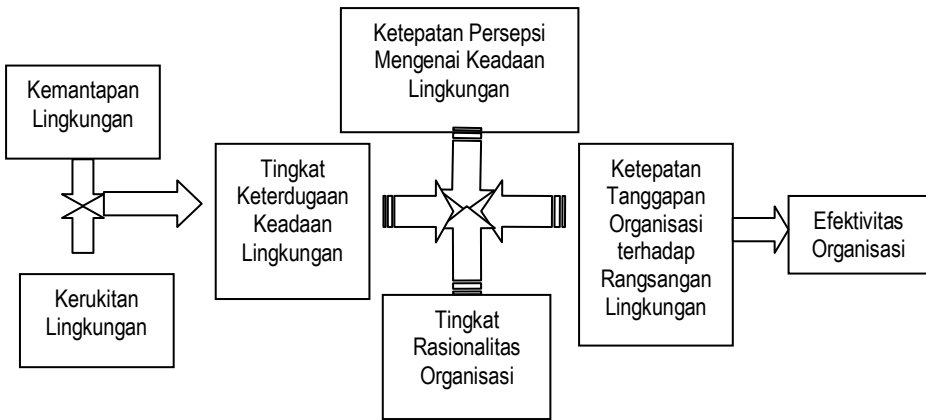 Kemantapan
Lingkungan
Kerukitan
Lingkungan
Tingkat
Keterdugaan
Keadaan
Lingkungan
Ketepatan Persepsi
Mengenai Keadaan
Lingkungan
Tingkat
Rasionalitas
Organisasi
Ketepatan
Tanggapan
Organisasi
terhadap
Rangsangan
Lingkungan
Efektivitas
Organisasi